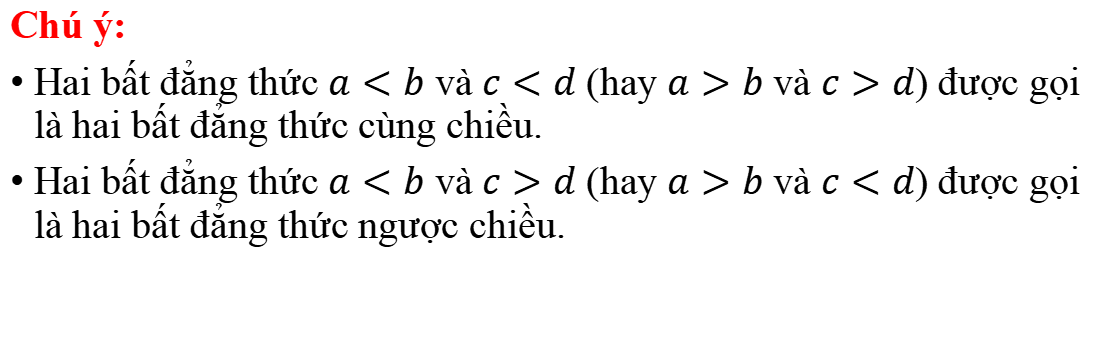 Chú ý:
• Hai bất đẳng thức a < b và c < d (hay a > b và c > d) được gọi
là hai bất đẳng thức cùng chiều.
• Hai bất đẳng thức a < b và c > d (hay a > b và c < d) được gọi
là hai bất đẳng thức ngược chiều.